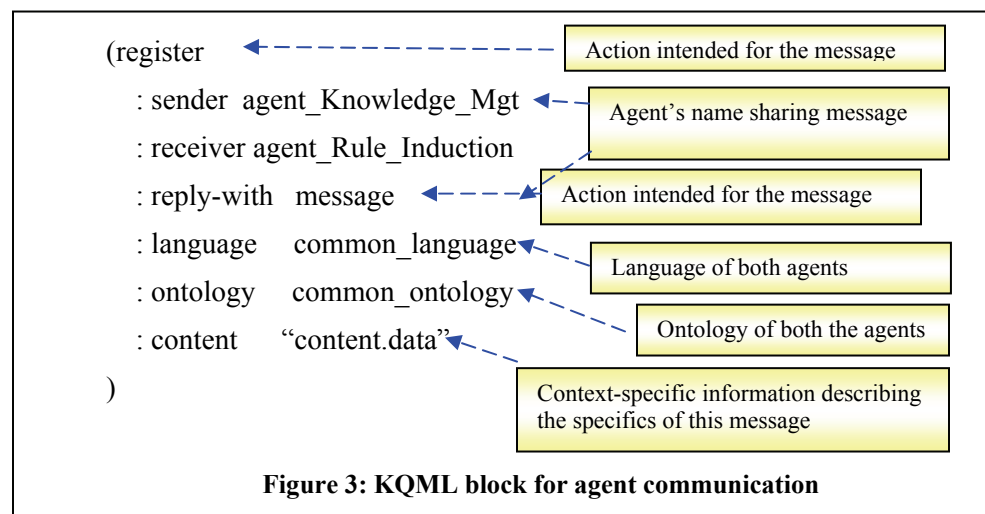 (register
Action intended for the message
: sender agent_Knowledge_Mgt
Agent's name sharing message
: receiver agent_Rule_Induction
: reply-with message
Action intended for the message
: language common_language
Language of both agents
: ontology common_ontology
Ontology of both the agents
: content “content.data”
Context-specific information describing
the specifics of this message
)
Figure 3: KQML block for agent communication